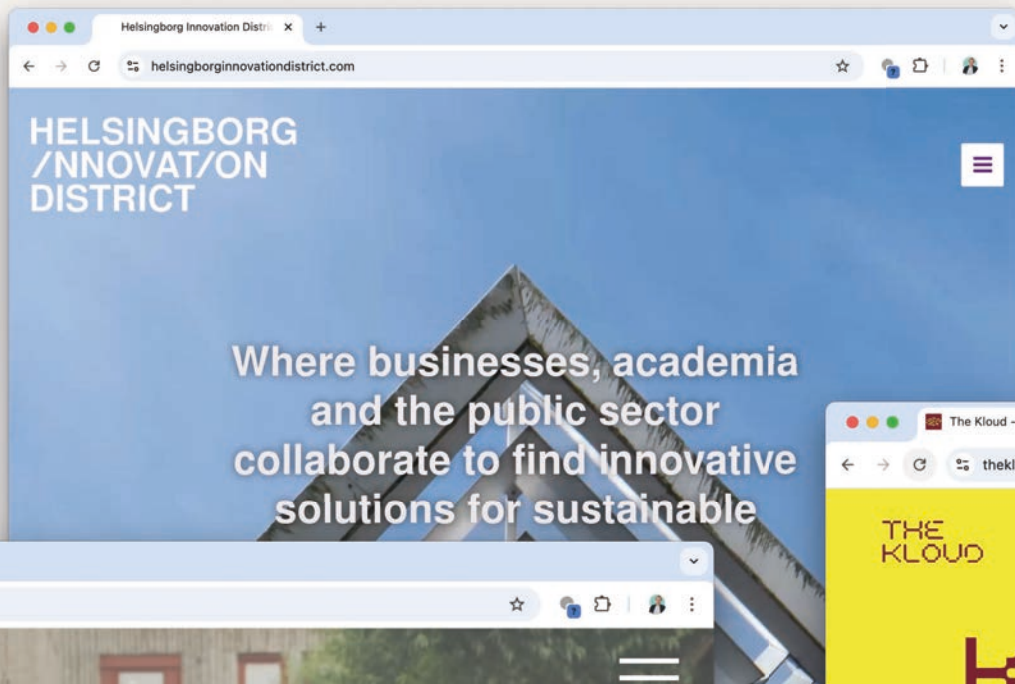 Helsingborg Innovation Distri
helsingborginnovationdistrict.com
HELSINGBORG
/NNOVAT/ON
DISTRICT
Where businesses, academia
and the public sector
collaborate to find innovative
solutions for sustainable
The Kloud -
thekl
THE
KLOUD